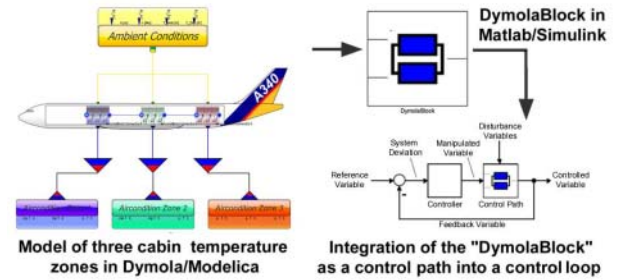 Ambient Conditions
A340
Aircondition Zone 2
Aircondition Zone 3
Model of three cabin temperature
zones in Dymola/Modelica
DymolaBlock in
Matlab/Simulink
DymolaBlock
System
Deviation
Manipulated
Variable
Disturbance
Variables
Reference
Variable
Controlled
Variable
Controller
Control Path
Feedback Variable
Integration of the "DymolaBlock"
as a control path into a control loop